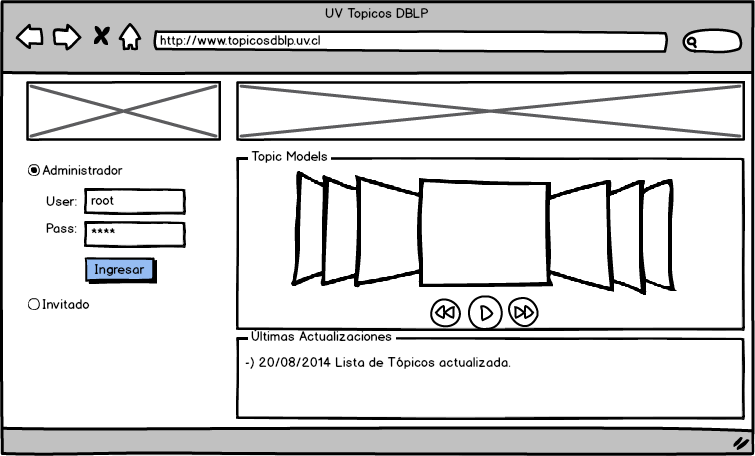 UV Topicos DBLP
http://www.topicosdblp.uv.cl
Administrador
User: root
Pass: ****
Ingresar
Invitado
Topic Models
Últimas Actualizaciones
-) 20/08/2014 Lista de Tópicos actualizada.